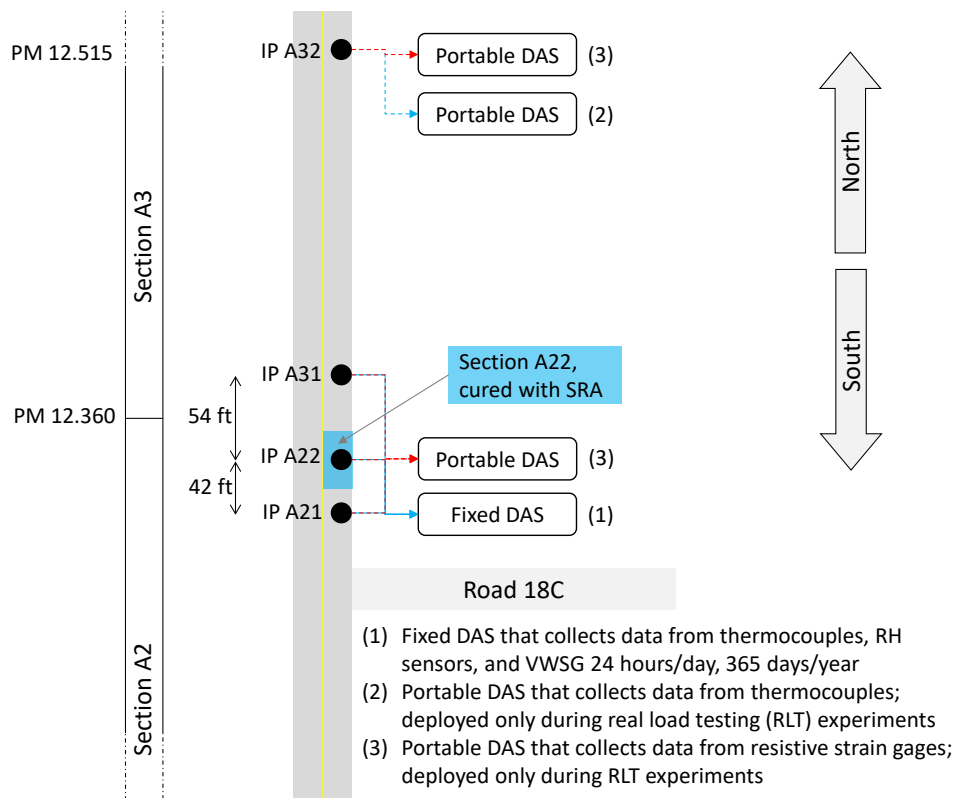 PM 12.515
IP A32
Portable DAS
(3)
Portable DAS
(2)
North
Section A3
South
Section A22,
cured with SRA
IP A31
PM 12.360
54 ft
IP A22
Portable DAS
(3)
42 ft
IP A21
Fixed DAS
(1)
Road 18C
Section A2
(1) Fixed DAS that collects data from thermocouples, RH
sensors, and VWSG 24 hours/day, 365 days/year
(2) Portable DAS that collects data from thermocouples;
deployed only during real load testing (RLT) experiments
(3) Portable DAS that collects data from resistive strain gages;
deployed only during RLT experiments